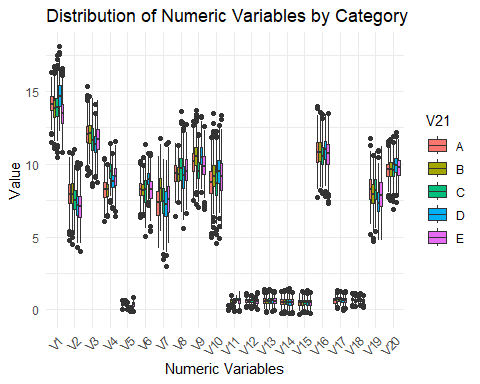 Distribution of Numeric Variables by Category
Value
15
10
5
0
V1 V2 V3 V4 V5 V6 V7 V8 V9 V10 V11 V12 V13 V14 V15 V16 V17 V18 V19 V20
Numeric Variables
V21
A
B
C
D
E